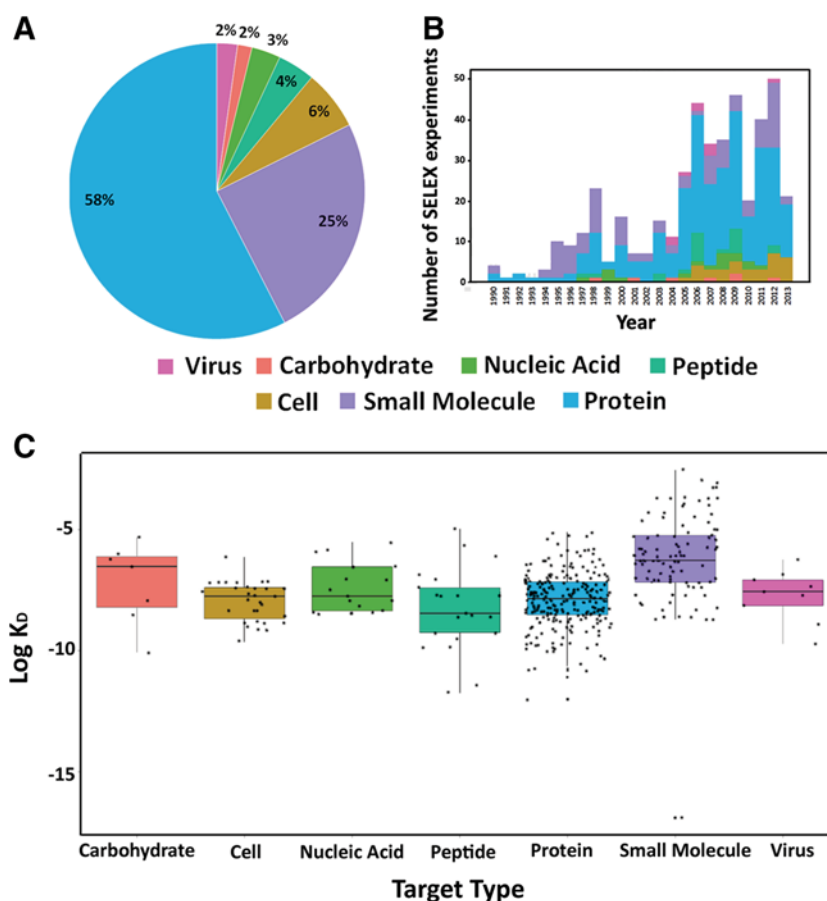 A
2% 2%
3%
4%
6%
25%
58%
B
Number of SELEX experiments
50
40
30
20
10
0
1990 1991 1992 1993 1994 1995 1996 1997 1998 1999 2000 2001 2002 2003 2004 2005 2006 2007 2008 2009 2010 2011 2012 2013
Year
Virus Carbohydrate Nucleic Acid Peptide
Cell Small Molecule Protein
C
Log KD
-5
-10
-15
Carbohydrate Cell Nucleic Acid Peptide Protein Small Molecule Virus
Target Type